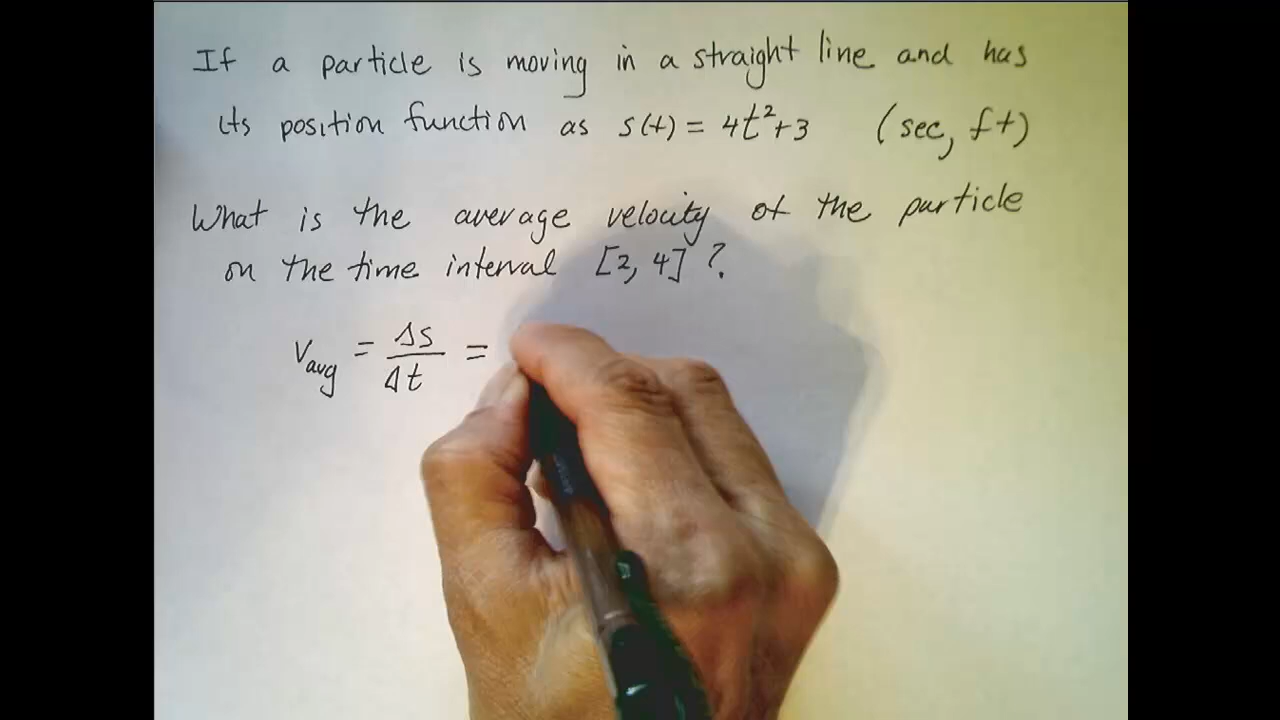 If a particle is moving in a straight line and has
its position function as s(t) = 4t²+3 (sec, ft)
What is the average velocity of the particle
on the time interval [2, 4] ?
v_avg = Δs/Δt =